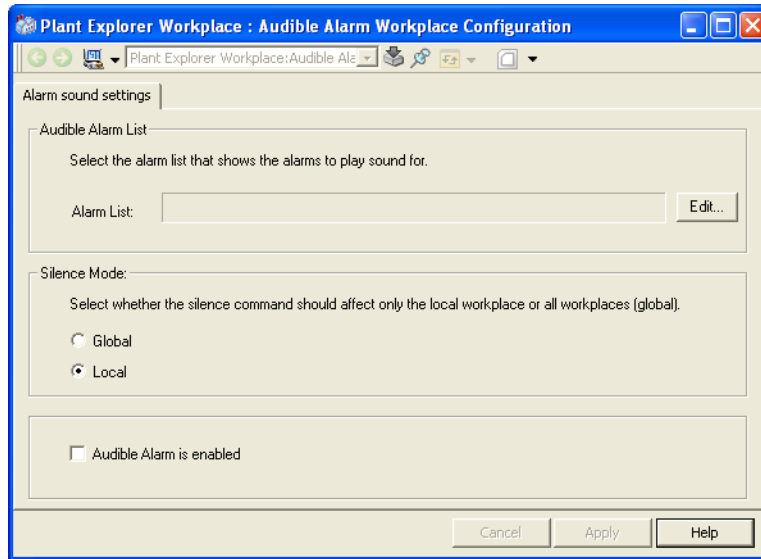 Plant Explorer Workplace : Audible Alarm Workplace Configuration
Plant Explorer Workplace:Audible Ala
Alarm sound settings
Audible Alarm List
Select the alarm list that shows the alarms to play sound for.
Alarm List:
Edit...
Silence Mode:
Select whether the silence command should affect only the local workplace or all workplaces (global).
Global
Local
Audible Alarm is enabled
Cancel Apply Help